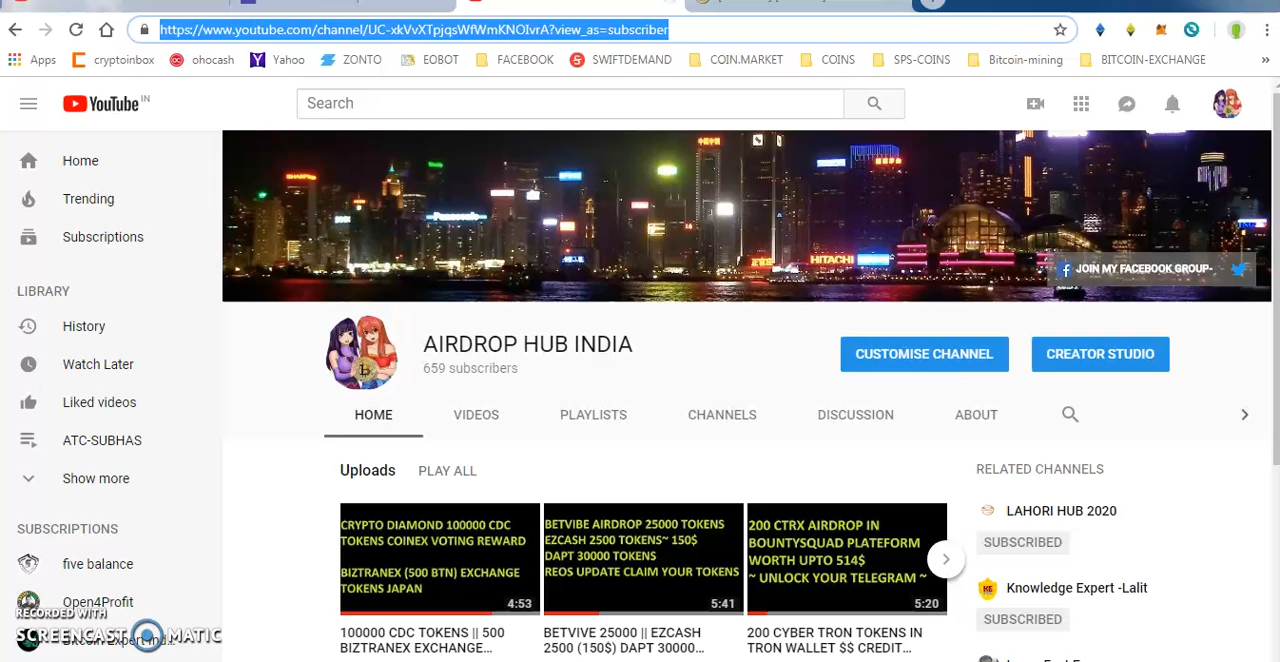 https://www.youtube.com/channel/UC-xkVvXTpjqsWfWmKNOIvrA?view_as=subscriber
Apps cryptoinbox ohocash Yahoo ZONTO EOBOT FACEBOOK SWIFTDEMAND COIN.MARKET COINS SPS-COINS Bitcoin-mining BITCOIN-EXCHANGE »
YouTube IN
Search
Home
Trending
Subscriptions
LIBRARY
History
Watch Later
Liked videos
ATC-SUBHAS
Show more
SUBSCRIPTIONS
five balance
Open4Profit
RECORDED WITH
SCREENCAST MATIC
Panasonic
HITACHI
JOIN MY FACEBOOK GROUP-
AIRDROP HUB INDIA
659 subscribers
CUSTOMISE CHANNEL
CREATOR STUDIO
HOME VIDEOS PLAYLISTS CHANNELS DISCUSSION ABOUT
Uploads PLAY ALL
CRYPTO DIAMOND 100000 CDC
TOKENS COINEX VOTING REWARD
BIZTRANEX (500 BTN) EXCHANGE
TOKENS JAPAN
4:53
100000 CDC TOKENS || 500
BIZTRANEX EXCHANGE...
BETVIBE AIRDROP 25000 TOKENS
EZCASH 2500 TOKENS~ 150$
DAPT 30000 TOKENS
REOS UPDATE CLAIM YOUR TOKENS
5:41
BETVIVE 25000 || EZCASH
2500 (150$) DAPT 30000...
200 CTRX AIRDROP IN
BOUNTYSQUAD PLATEFORM
WORTH UPTO 514$
~ UNLOCK YOUR TELEGRAM ~
5:20
200 CYBER TRON TOKENS IN
TRON WALLET $$ CREDIT...
RELATED CHANNELS
LAHORI HUB 2020
SUBSCRIBED
Knowledge Expert -Lalit
SUBSCRIBED